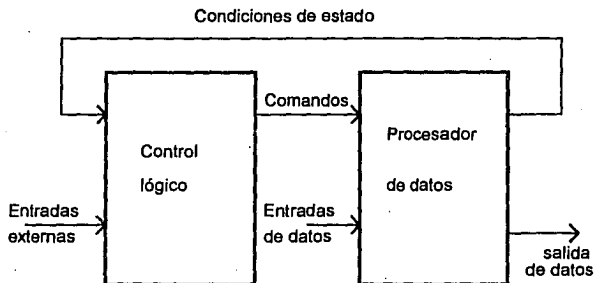 Condiciones de estado
Comandos
Control
lógico
Procesador
de datos
Entradas
externas
Entradas
de datos
salida
de datos